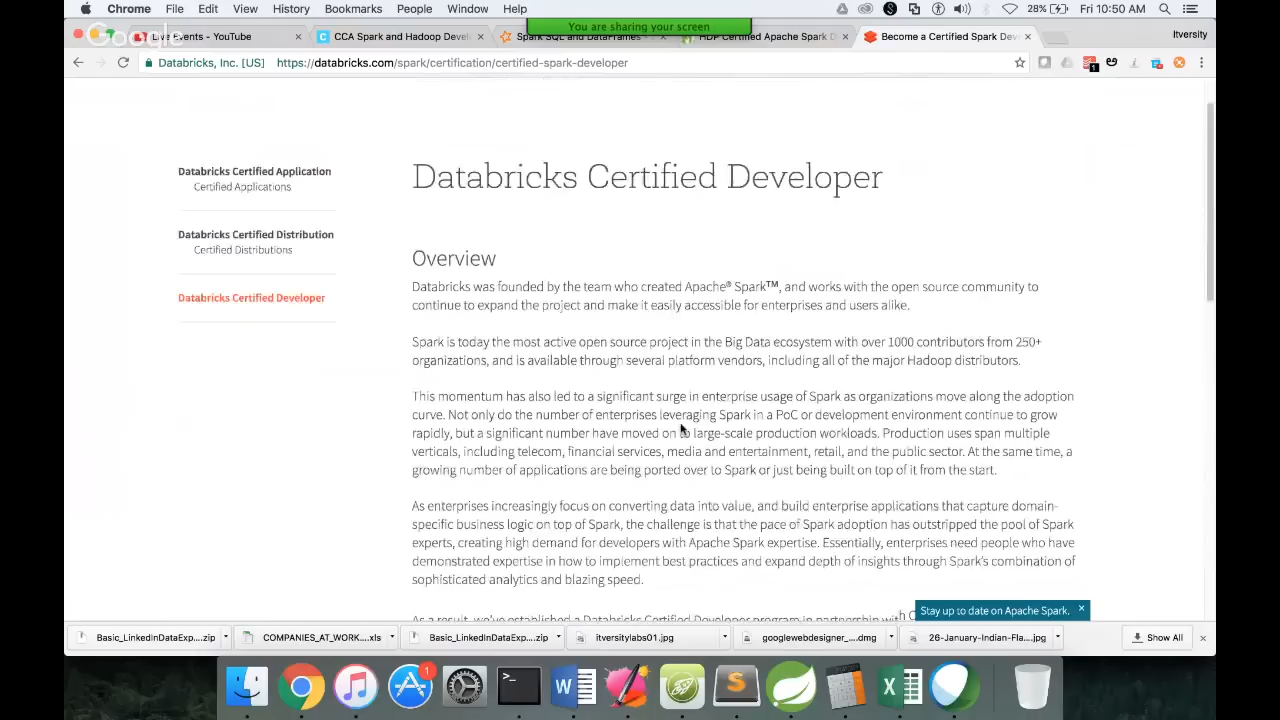 Chrome File Edit View History Bookmarks People Window Help
28% Fri 10:50 AM
You are sharing your screen
Google
Live Events - YouTube
CCA Spark and Hadoop Devel
Spark SQL and DataFrames -
HDP Certified Apache Spark D
Become a Certified Spark Dev
Itversity
Databricks, Inc. [US] https://databricks.com/spark/certification/certified-spark-developer
1
Databricks Certified Application
Certified Applications
Databricks Certified Distribution
Certified Distributions
Databricks Certified Developer
Databricks Certified Developer
Overview
Databricks was founded by the team who created Apache® Spark™, and works with the open source community to
continue to expand the project and make it easily accessible for enterprises and users alike.
Spark is today the most active open source project in the Big Data ecosystem with over 1000 contributors from 250+
organizations, and is available through several platform vendors, including all of the major Hadoop distributors.
This momentum has also led to a significant surge in enterprise usage of Spark as organizations move along the adoption
curve. Not only do the number of enterprises leveraging Spark in a PoC or development environment continue to grow
rapidly, but a significant number have moved on to large-scale production workloads. Production uses span multiple
verticals, including telecom, financial services, media and entertainment, retail, and the public sector. At the same time, a
growing number of applications are being ported over to Spark or just being built on top of it from the start.
As enterprises increasingly focus on converting data into value, and build enterprise applications that capture domain-
specific business logic on top of Spark, the challenge is that the pace of Spark adoption has outstripped the pool of Spark
experts, creating high demand for developers with Apache Spark expertise. Essentially, enterprises need people who have
demonstrated expertise in how to implement best practices and expand depth of insights through Spark's combination of
sophisticated analytics and blazing speed.
As a result, we've established a Databricks Certified Developer program in partnership with
Stay up to date on Apache Spark.
Basic_LinkedInDataExp....zip
COMPANIES_AT_WORK....xls
Basic_LinkedInDataExp....zip
itversitylabs01.jpg
googlewebdesigner_....dmg
26-January-Indian-Fla....jpg
Show All
1